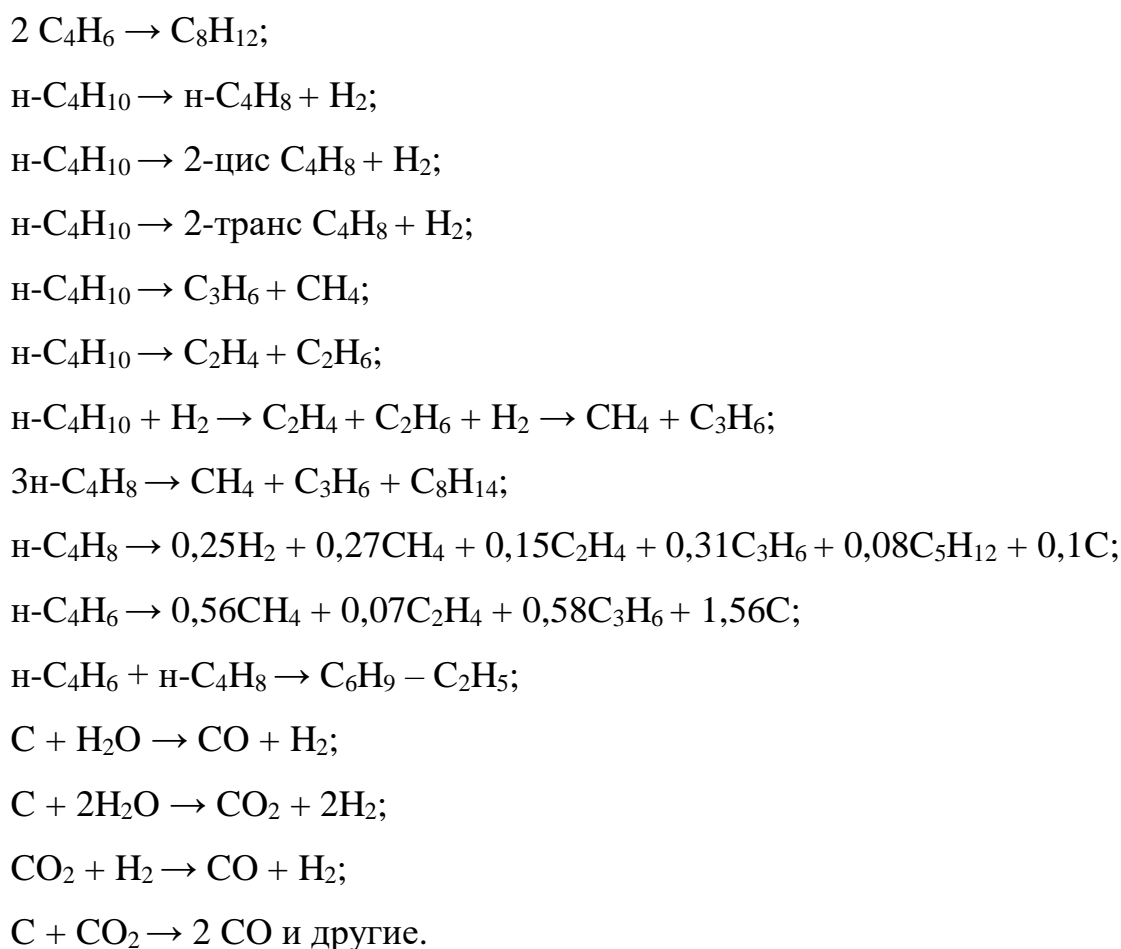 2 C₄H₆ → C₈H₁₂;
н-C₄H₁₀ → н-C₄H₈ + H₂;
н-C₄H₁₀ → 2-цис C₄H₈ + H₂;
н-C₄H₁₀ → 2-транс C₄H₈ + H₂;
н-C₄H₁₀ → C₃H₆ + CH₄;
н-C₄H₁₀ → C₂H₄ + C₂H₆;
н-C₄H₁₀ + H₂ → C₂H₄ + C₂H₆ + H₂ → CH₄ + C₃H₆;
3н-C₄H₈ → CH₄ + C₃H₆ + C₈H₁₄;
н-C₄H₈ → 0,25H₂ + 0,27CH₄ + 0,15C₂H₄ + 0,31C₃H₆ + 0,08C₅H₁₂ + 0,1C;
н-C₄H₆ → 0,56CH₄ + 0,07C₂H₄ + 0,58C₃H₆ + 1,56C;
н-C₄H₆ + н-C₄H₈ → C₆H₉ – C₂H₅;
C + H₂O → CO + H₂;
C + 2H₂O → CO₂ + 2H₂;
CO₂ + H₂ → CO + H₂;
C + CO₂ → 2 CO и другие.